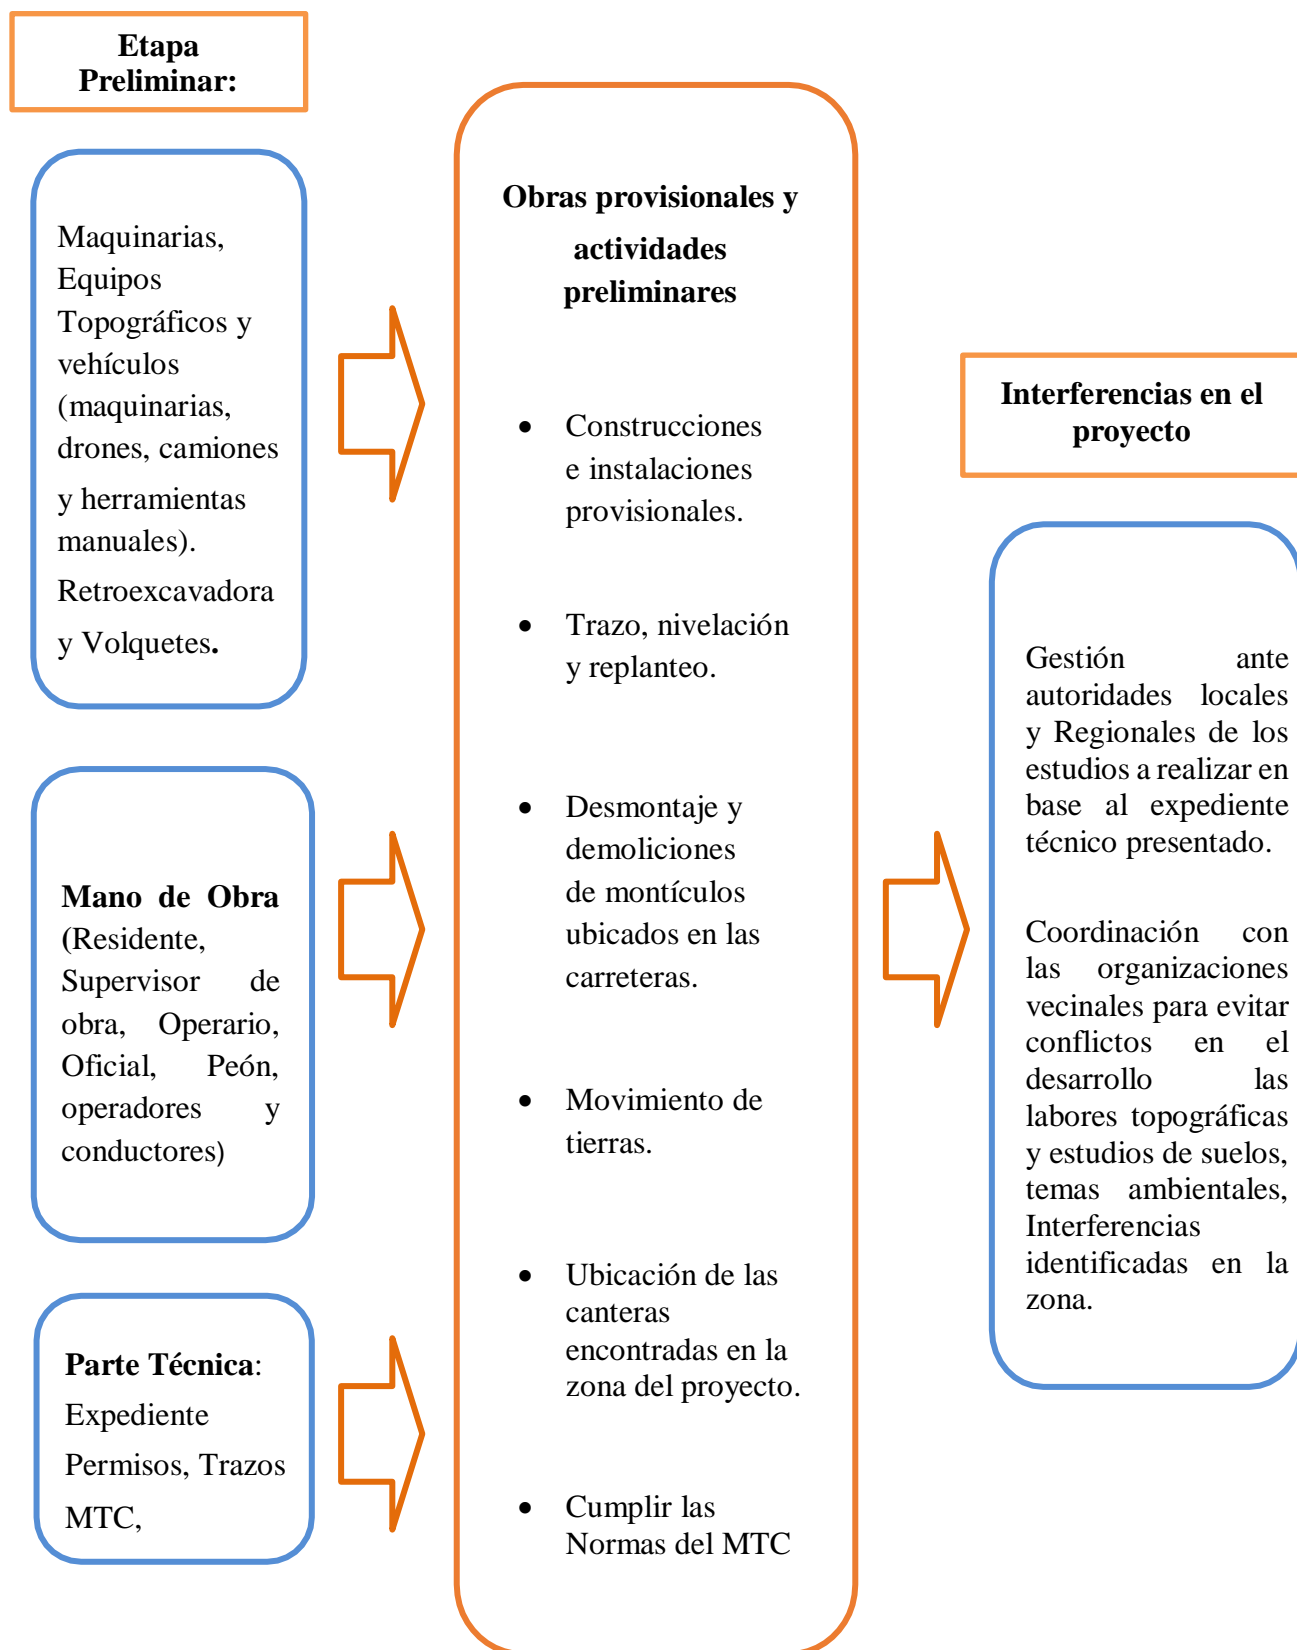 Etapa
Preliminar:
Maquinarias,
Equipos
Topográficos y
vehículos
(maquinarias,
drones, camiones
y herramientas
manuales).
Retroexcavadora
y Volquetes.
Mano de Obra
(Residente,
Supervisor de
obra, Operario,
Oficial, Peón,
operadores y
conductores)
Parte Técnica:
Expediente
Permisos, Trazos
MTC,
Obras provisionales y
actividades
preliminares
• Construcciones
e instalaciones
provisionales.
• Trazo, nivelación
y replanteo.
• Desmontaje y
demoliciones
de montículos
ubicados en las
carreteras.
• Movimiento de
tierras.
• Ubicación de las
canteras
encontradas en la
zona del proyecto.
• Cumplir las
Normas del MTC
Interferencias en el
proyecto
Gestión ante
autoridades locales
y Regionales de los
estudios a realizar en
base al expediente
técnico presentado.
Coordinación con
las organizaciones
vecinales para evitar
conflictos en el
desarrollo las
labores topográficas
y estudios de suelos,
temas ambientales,
Interferencias
identificadas en la
zona.